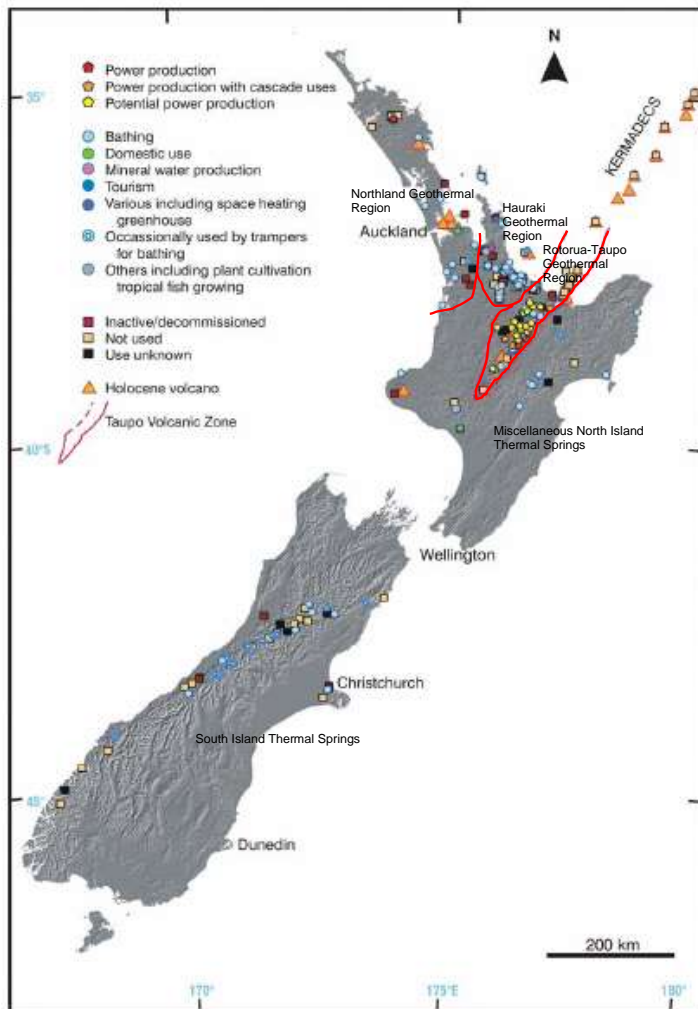 N
35°
Power production
Power production with cascade uses
Potential power production
Bathing
Domestic use
Mineral water production
Tourism
Various including space heating
greenhouse
Occassionally used by trampers
for bathing
Others including plant cultivation
tropical fish growing
Inactive/decommissioned
Not used
Use unknown
Holocene volcano
Taupo Volcanic Zone
KERMADECS
Northland Geothermal
Region
Auckland
Hauraki
Geothermal
Region
Rotorua-Taupo
Geothermal
Region
Miscellaneous North Island
Thermal Springs
40°S
Wellington
Christchurch
South Island Thermal Springs
45°
Dunedin
200 km
170°
175°E
180°